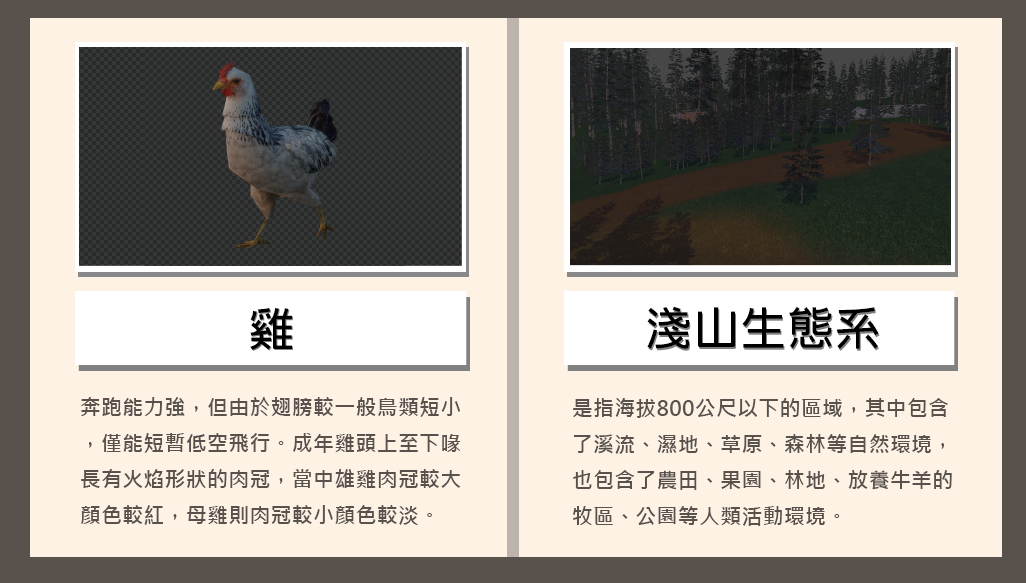 雞
奔跑能力強，但由於翅膀較一般鳥類短小
，僅能短暫低空飛行。成年雞頭上至下喙
長有火焰形狀的肉冠，當中雄雞肉冠較大
顏色較紅，母雞則肉冠較小顏色較淡。
淺山生態系
是指海拔800公尺以下的區域，其中包含
了溪流、濕地、草原、森林等自然環境，
也包含了農田、果園、林地、放養牛羊的
牧區、公園等人類活動環境。